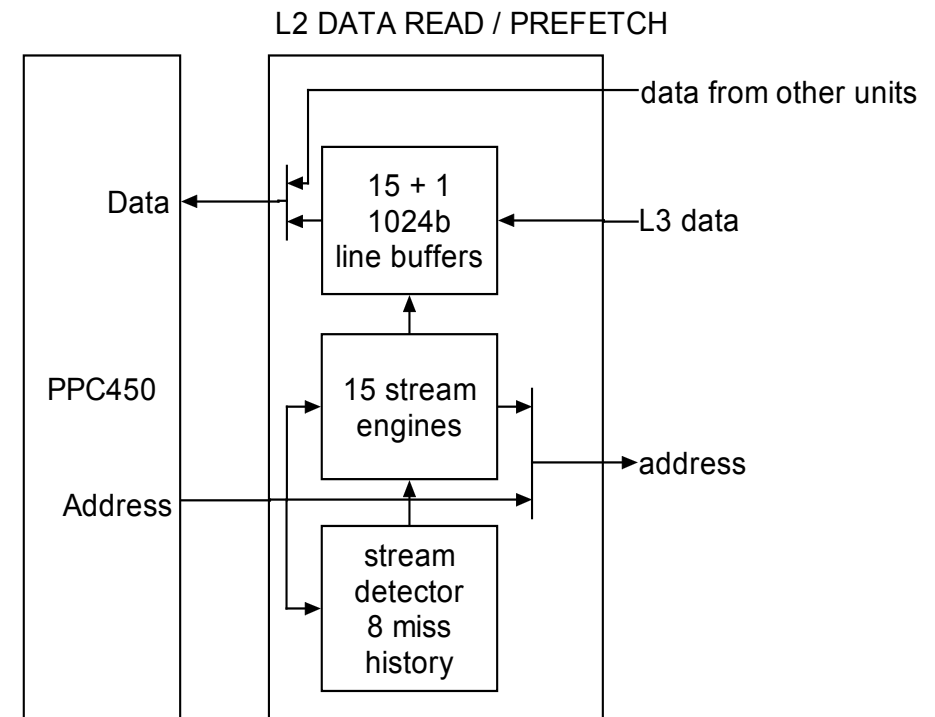 L2 DATA READ / PREFETCH
data from other units
15 + 1
1024b
line buffers
Data
L3 data
PPC450
15 stream
engines
address
Address
stream
detector
8 miss
history